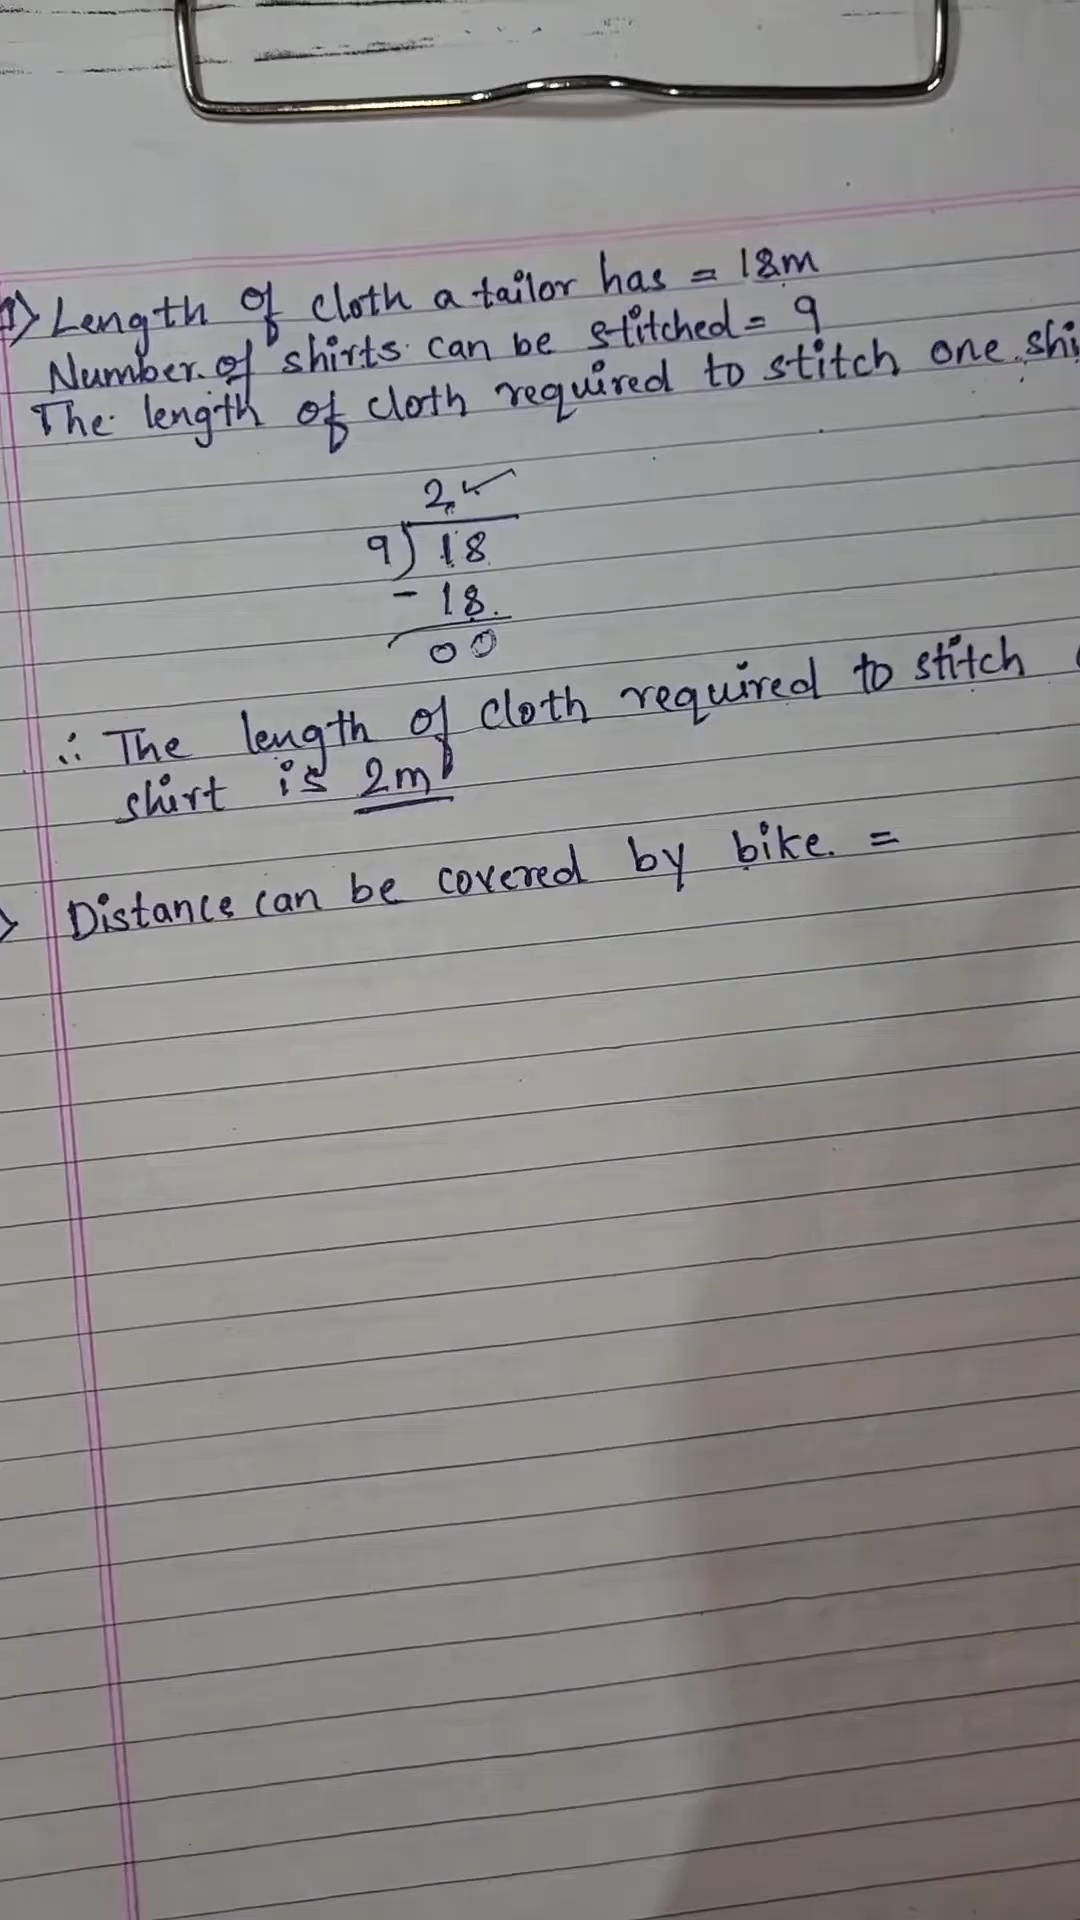 1) Length of cloth a tailor has = 18m
Number of shirts can be stitched = 9
The length of cloth required to stitch one shi
2
9) 18
- 18
00
∴ The length of cloth required to stitch
shirt is 2m
Distance can be covered by bike =